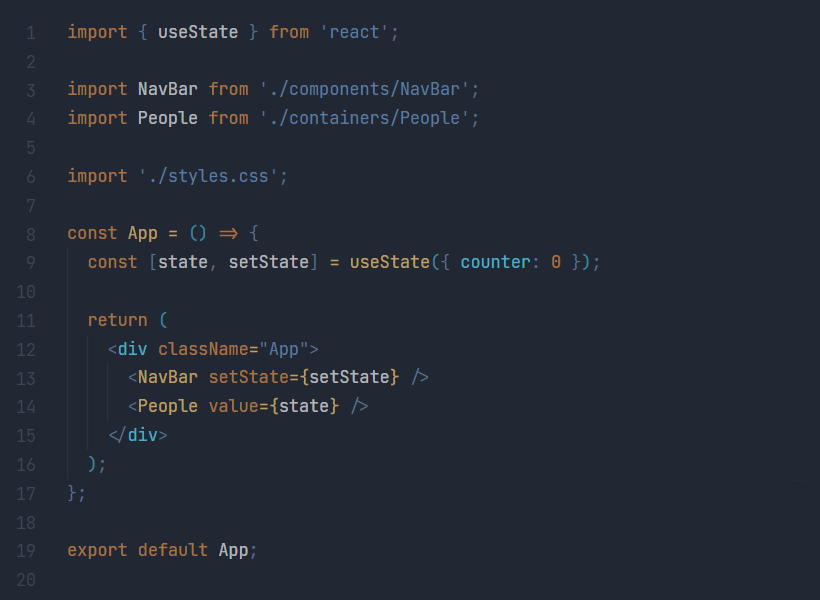 1 import { useState } from 'react';
2
3 import NavBar from './components/NavBar';
4 import People from './containers/People';
5
6 import './styles.css';
7
8 const App = () => {
9   const [state, setState] = useState({ counter: 0 });
10
11   return (
12     <div className="App">
13       <NavBar setState={setState} />
14       <People value={state} />
15     </div>
16   );
17 };
18
19 export default App;
20